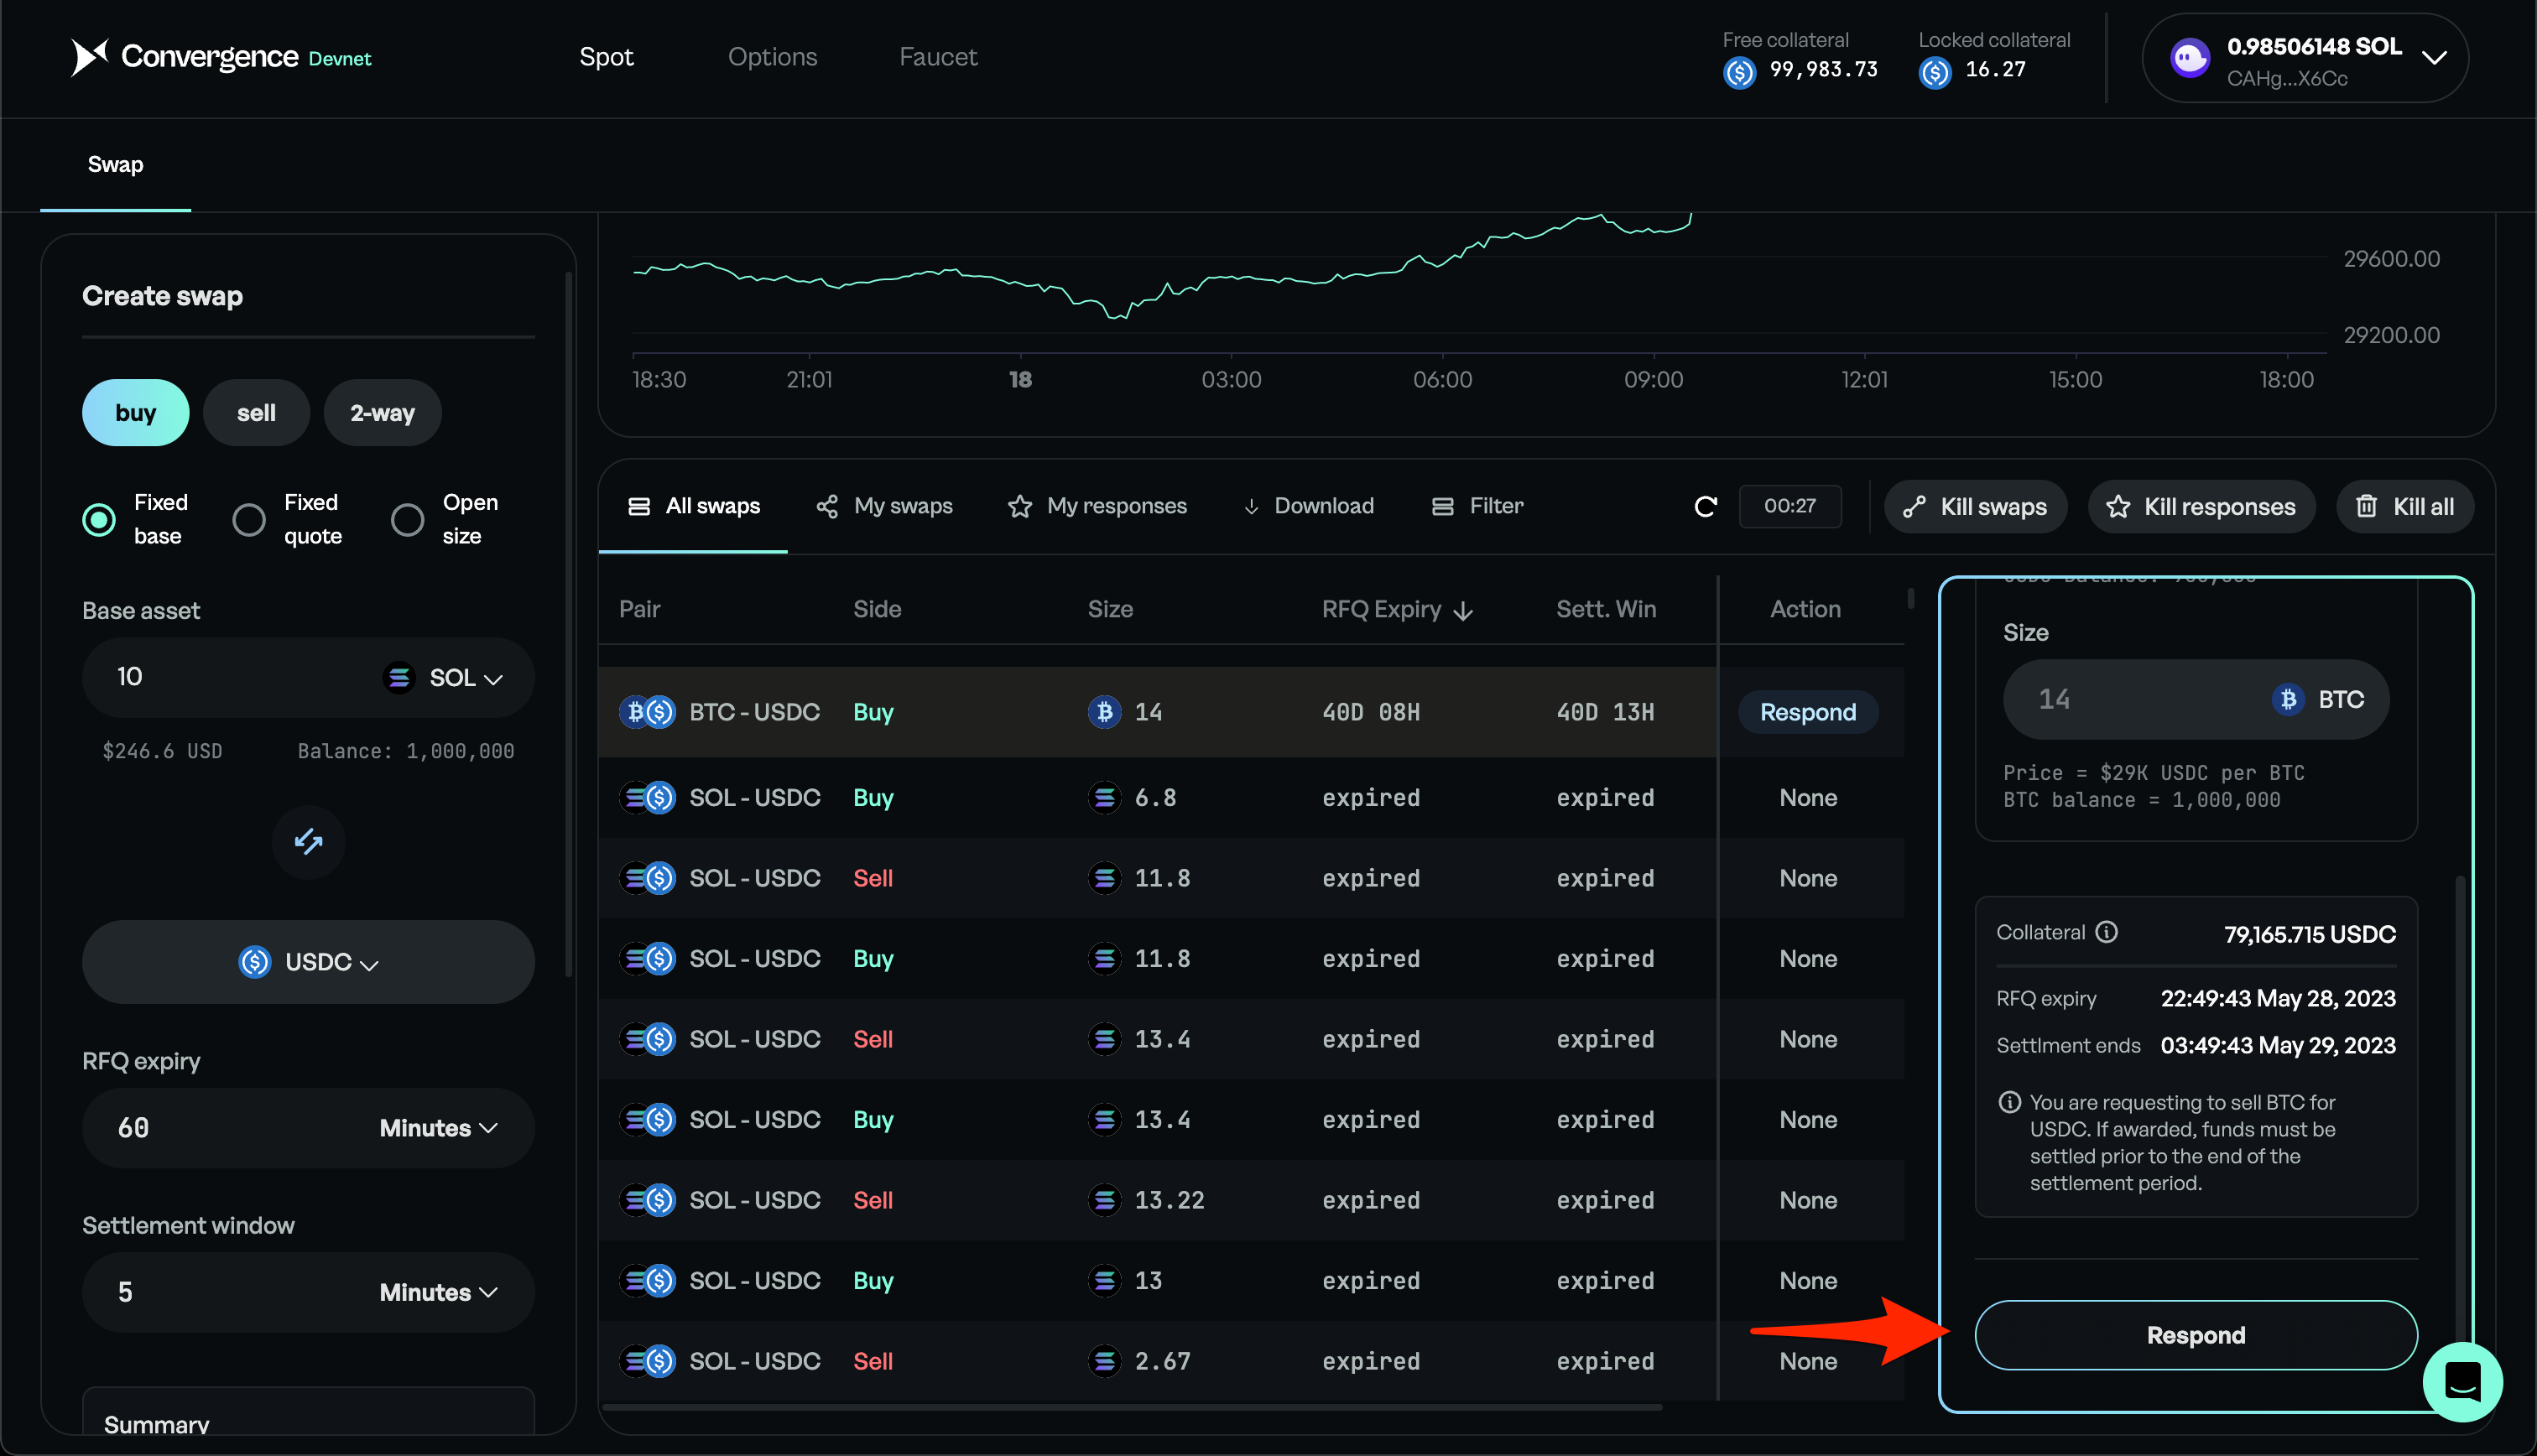 Convergence Devnet
Spot
Options
Faucet
Free collateral
99,983.73
Locked collateral
16.27
0.98506148 SOL
CAHg...X6Cc
Swap
Create swap
buy
sell
2-way
Fixed base
Fixed quote
Open size
Base asset
10
SOL
$246.6 USD
Balance: 1,000,000
USDC
RFQ expiry
60
Minutes
Settlement window
5
Minutes
Summary
29600.00
29200.00
18:30
21:01
18
03:00
06:00
09:00
12:01
15:00
18:00
All swaps
My swaps
My responses
Download
Filter
00:27
Kill swaps
Kill responses
Kill all
Pair Side Size RFQ Expiry Sett. Win Action
BTC - USDC Buy 14 40D 08H 40D 13H Respond
SOL - USDC Buy 6.8 expired expired None
SOL - USDC Sell 11.8 expired expired None
SOL - USDC Buy 11.8 expired expired None
SOL - USDC Sell 13.4 expired expired None
SOL - USDC Buy 13.4 expired expired None
SOL - USDC Sell 13.22 expired expired None
SOL - USDC Buy 13 expired expired None
SOL - USDC Sell 2.67 expired expired None
Size
14
BTC
Price = $29K USDC per BTC
BTC balance = 1,000,000
Collateral 79,165.715 USDC
RFQ expiry 22:49:43 May 28, 2023
Settlment ends 03:49:43 May 29, 2023
You are requesting to sell BTC for
USDC. If awarded, funds must be
settled prior to the end of the
settlement period.
Respond